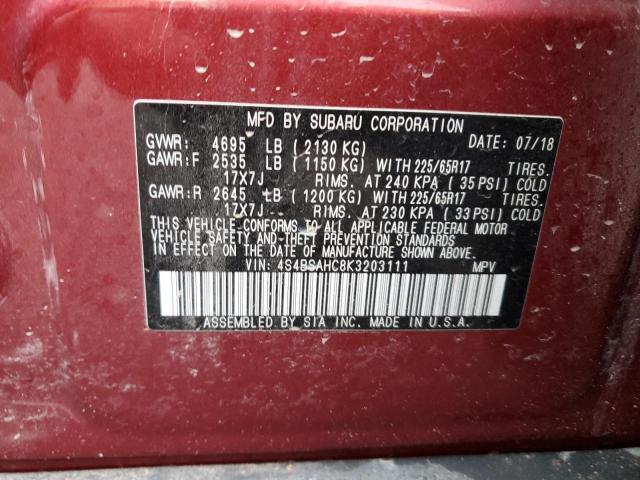 MFD BY SUBARU CORPORATION
GVWR: 4695 LB ( 2130 KG) DATE: 07/18
GAWR:F 2535 LB ( 1150 KG) WITH 225/65R17 TIRES.
17X7J RIMS. AT 240 KPA ( 35 PSI) COLD
GAWR:R 2645 LB ( 1200 KG) WITH 225/65R17 TIRES.
17X7J RIMS. AT 230 KPA ( 33 PSI) COLD
THIS VEHICLE CONFORMS TO ALL APPLICABLE FEDERAL MOTOR
VEHICLE SAFETY AND THEFT PREVENTION STANDARDS
IN EFFECT ON THE DATE OF MANUFACTURE SHOWN ABOVE.
VIN: 4S4BSAHC8K3203111 MPV
ASSEMBLED BY SIA INC. MADE IN U.S.A.